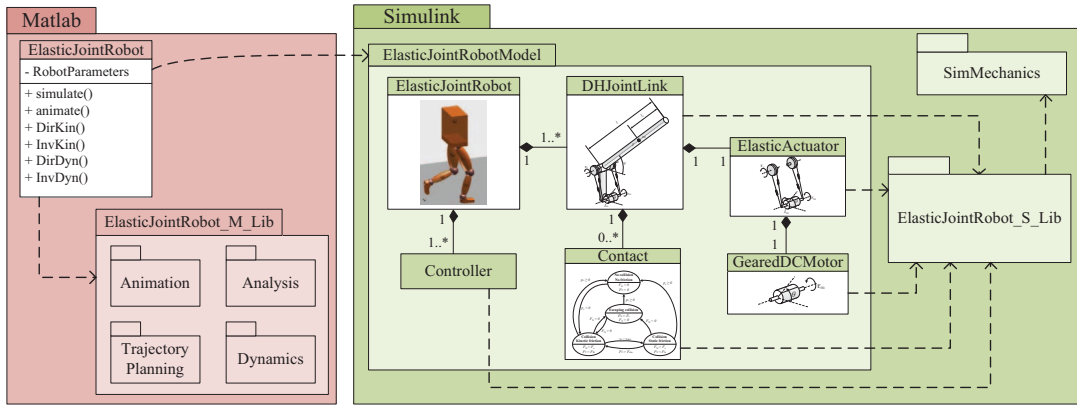 Matlab
ElasticJointRobot
- RobotParameters
+ simulate()
+ animate()
+ DirKin()
+ InvKin()
+ DirDyn()
+ InvDyn()
ElasticJointRobot_M_Lib
Animation
Analysis
Trajectory
Planning
Dynamics
Simulink
ElasticJointRobotModel
ElasticJointRobot
1
1..*
DHJointLink
1
1
ElasticActuator
1
1..*
Controller
1
0..*
Contact
1
1
GearedDCMotor
SimMechanics
ElasticJointRobot_S_Lib